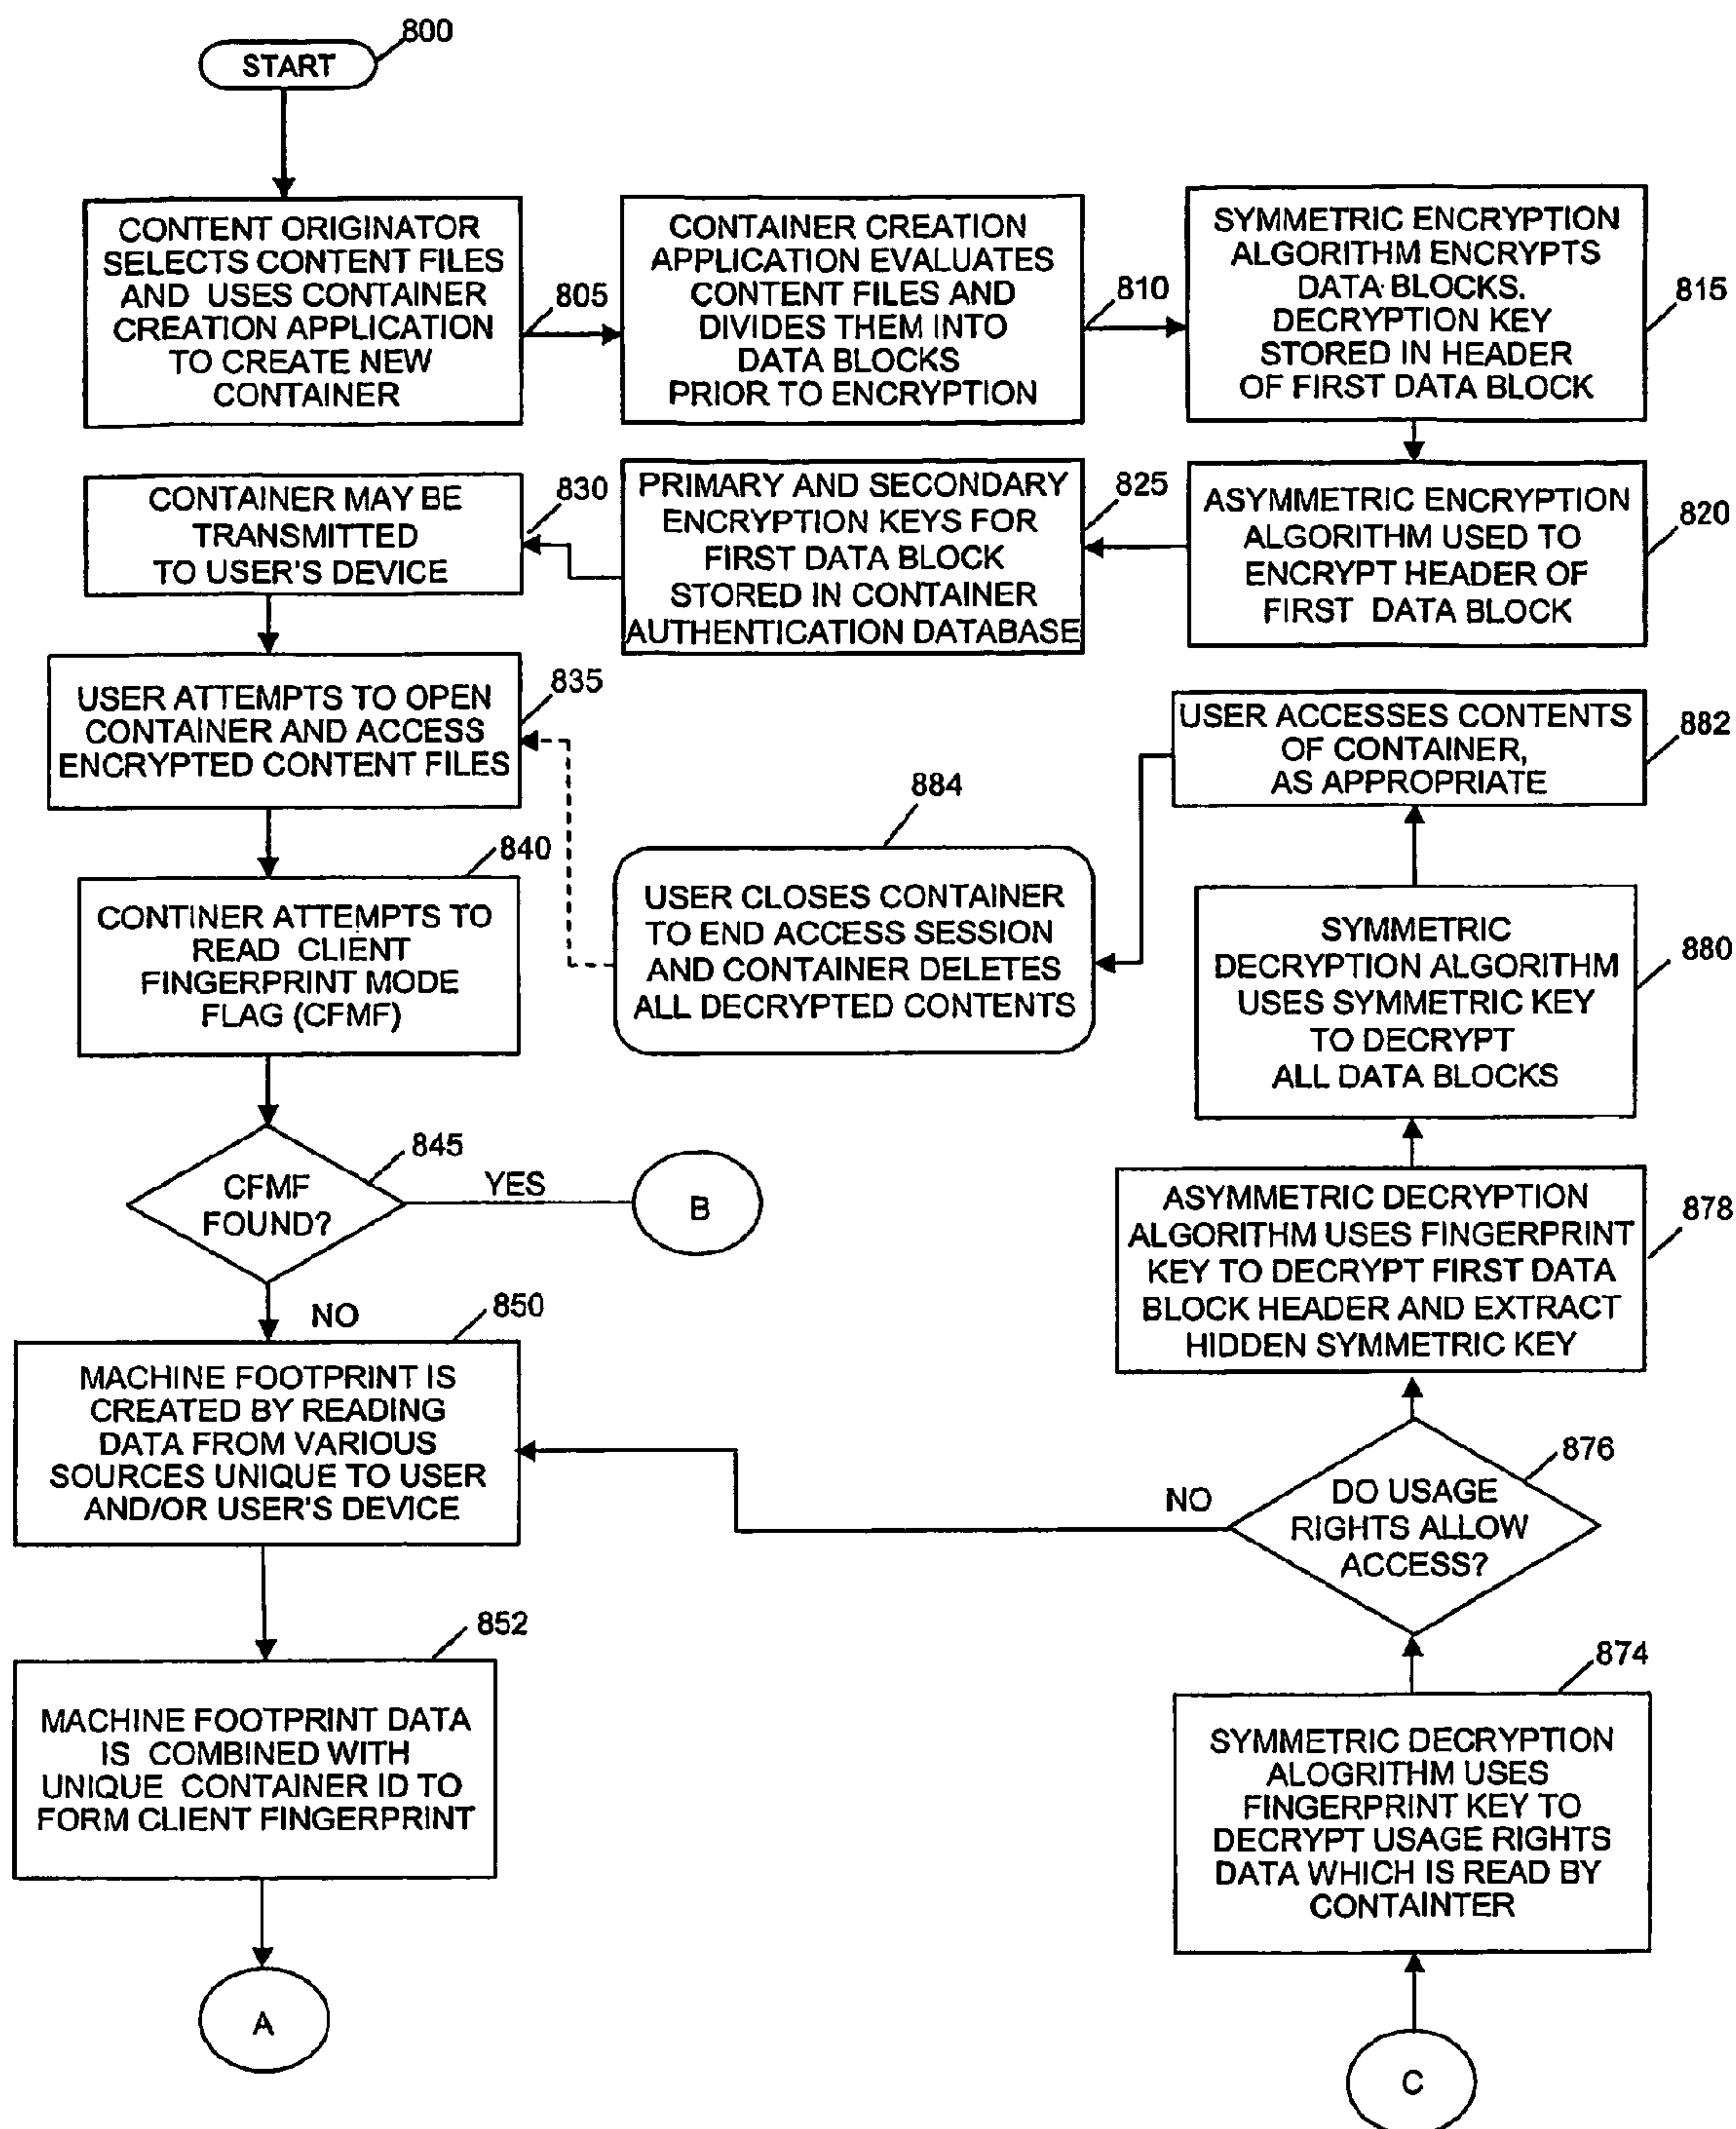 800
START
CONTENT ORIGINATOR
SELECTS CONTENT FILES
AND USES CONTAINER
CREATION APPLICATION
TO CREATE NEW
CONTAINER
805
CONTAINER CREATION
APPLICATION EVALUATES
CONTENT FILES AND
DIVIDES THEM INTO
DATA BLOCKS
PRIOR TO ENCRYPTION
810
SYMMETRIC ENCRYPTION
ALGORITHM ENCRYPTS
DATA BLOCKS.
DECRYPTION KEY
STORED IN HEADER
OF FIRST DATA BLOCK
815
ASYMMETRIC ENCRYPTION
ALGORITHM USED TO
ENCRYPT HEADER OF
FIRST DATA BLOCK
820
PRIMARY AND SECONDARY
ENCRYPTION KEYS FOR
FIRST DATA BLOCK
STORED IN CONTAINER
AUTHENTICATION DATABASE
825
CONTAINER MAY BE
TRANSMITTED
TO USER'S DEVICE
830
USER ATTEMPTS TO OPEN
CONTAINER AND ACCESS
ENCRYPTED CONTENT FILES
835
840
CONTINER ATTEMPTS TO
READ CLIENT
FINGERPRINT MODE
FLAG (CFMF)
845
CFMF
FOUND?
YES
B
NO
850
MACHINE FOOTPRINT IS
CREATED BY READING
DATA FROM VARIOUS
SOURCES UNIQUE TO USER
AND/OR USER'S DEVICE
852
MACHINE FOOTPRINT DATA
IS COMBINED WITH
UNIQUE CONTAINER ID TO
FORM CLIENT FINGERPRINT
A
USER ACCESSES CONTENTS
OF CONTAINER,
AS APPROPRIATE
882
884
USER CLOSES CONTAINER
TO END ACCESS SESSION
AND CONTAINER DELETES
ALL DECRYPTED CONTENTS
SYMMETRIC
DECRYPTION ALGORITHM
USES SYMMETRIC KEY
TO DECRYPT
ALL DATA BLOCKS
880
ASYMMETRIC DECRYPTION
ALGORITHM USES FINGERPRINT
KEY TO DECRYPT FIRST DATA
BLOCK HEADER AND EXTRACT
HIDDEN SYMMETRIC KEY
878
876
NO
DO USAGE
RIGHTS ALLOW
ACCESS?
874
SYMMETRIC DECRYPTION
ALOGRITHM USES
FINGERPRINT KEY TO
DECRYPT USAGE RIGHTS
DATA WHICH IS READ BY
CONTAINTER
C